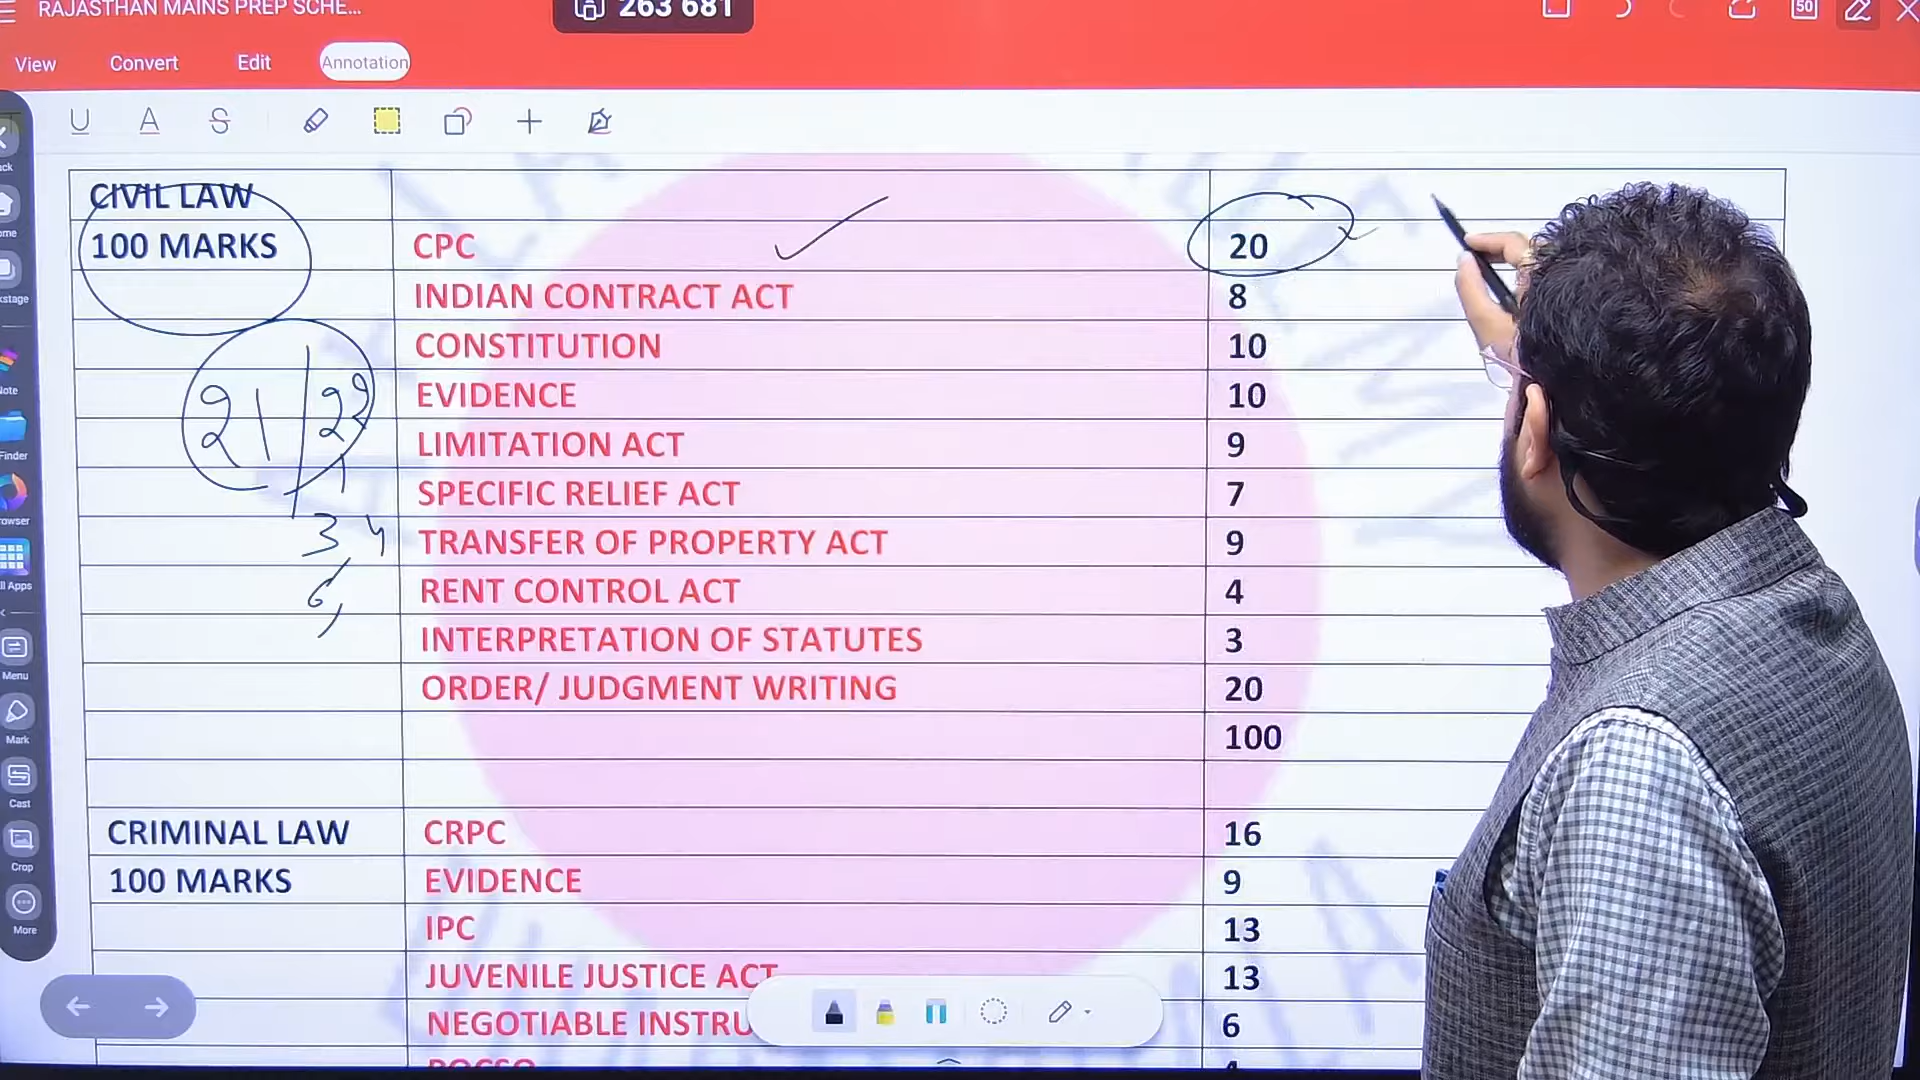 RAJASTHAN MAINS PREP SCHE...
263 681
50
View Convert Edit Annotation
CIVIL LAW
100 MARKS CPC 20
INDIAN CONTRACT ACT 8
CONSTITUTION 10
EVIDENCE 10
21 22
LIMITATION ACT 9
SPECIFIC RELIEF ACT 7
3, 4
TRANSFER OF PROPERTY ACT 9
6,
RENT CONTROL ACT 4
INTERPRETATION OF STATUTES 3
ORDER/ JUDGMENT WRITING 20
100
CRIMINAL LAW CRPC 16
100 MARKS EVIDENCE 9
IPC 13
JUVENILE JUSTICE ACT 13
NEGOTIABLE INSTRU 6
POCSO 4
Note
Finder
Menu
Mark
Cast
Crop
More